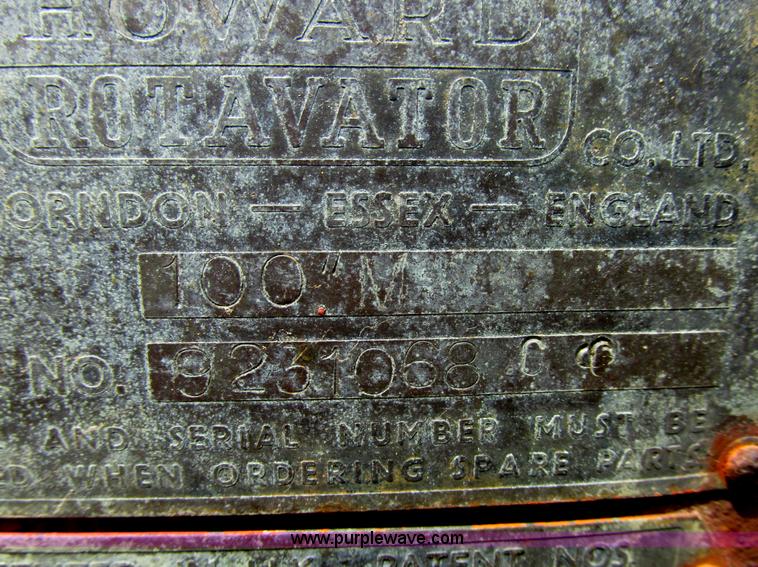 HOWARD
ROTAVATOR CO. LTD.
ORNDON — ESSEX — ENGLAND
100" M
NO. 9231068 C
AND SERIAL NUMBER MUST BE
ED WHEN ORDERING SPARE PARTS
www.purplewave.com
PATENT NOS